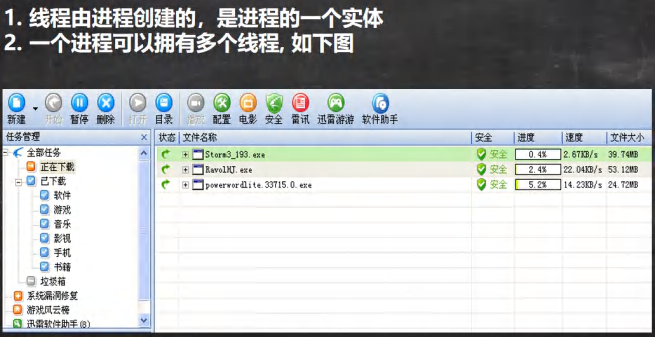 1. 线程由进程创建的，是进程的一个实体
2. 一个进程可以拥有多个线程, 如下图
新建 开始 暂停 删除 打开 目录 配置 电影 安全 雷讯 迅雷游游 软件助手
任务管理 × 状态 文件名称 安全 进度 速度 文件大小
全部任务
正在下载
已下载
软件
游戏
音乐
影视
手机
书籍
垃圾箱
系统漏洞修复
游戏风云榜
迅雷软件助手(8)
Storm3_193.exe 安全 0.4% 2.67KB/s 39.74MB
RavolHJ.exe 安全 2.4% 22.04KB/s 53.12MB
powerwordlite.33715.0.exe 安全 5.2% 14.23KB/s 24.72MB